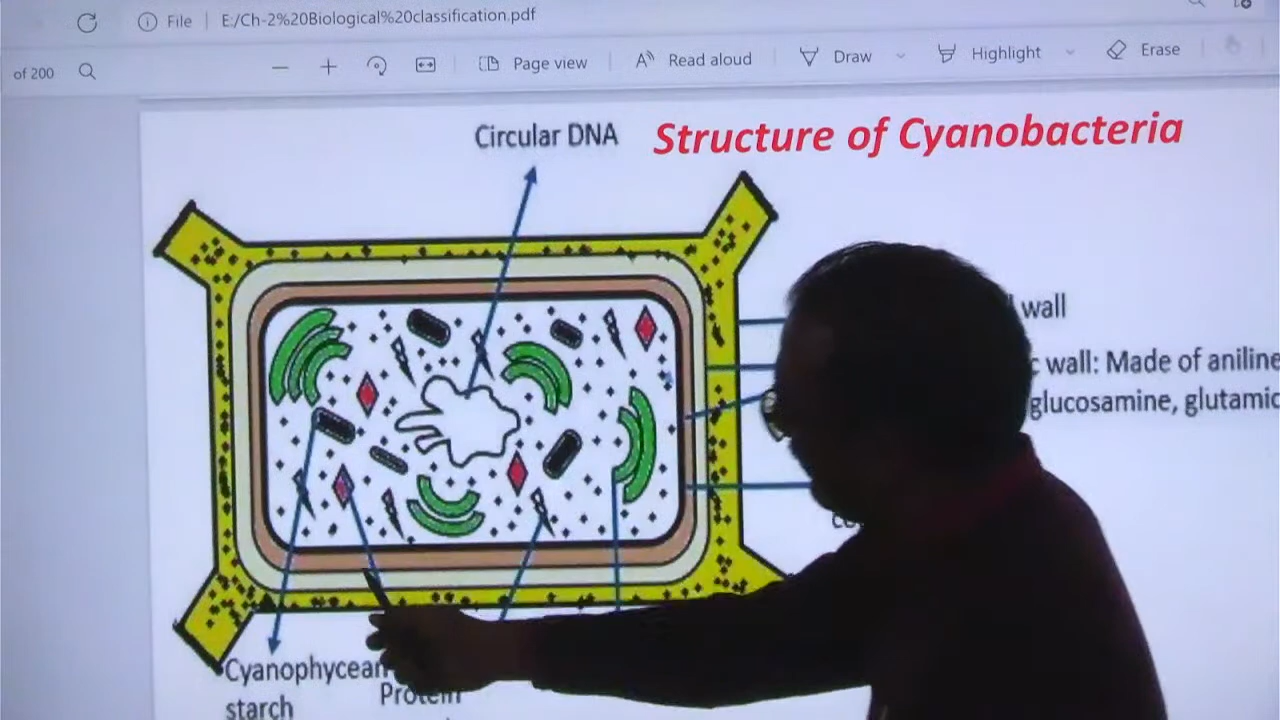 File | E:/Ch-2%20Biological%20classification.pdf
of 200
Page view
Read aloud
Draw
Highlight
Erase
Circular DNA
Structure of Cyanobacteria
wall
wall: Made of aniline
glucosamine, glutamic
Cyanophycean
starch
Protein